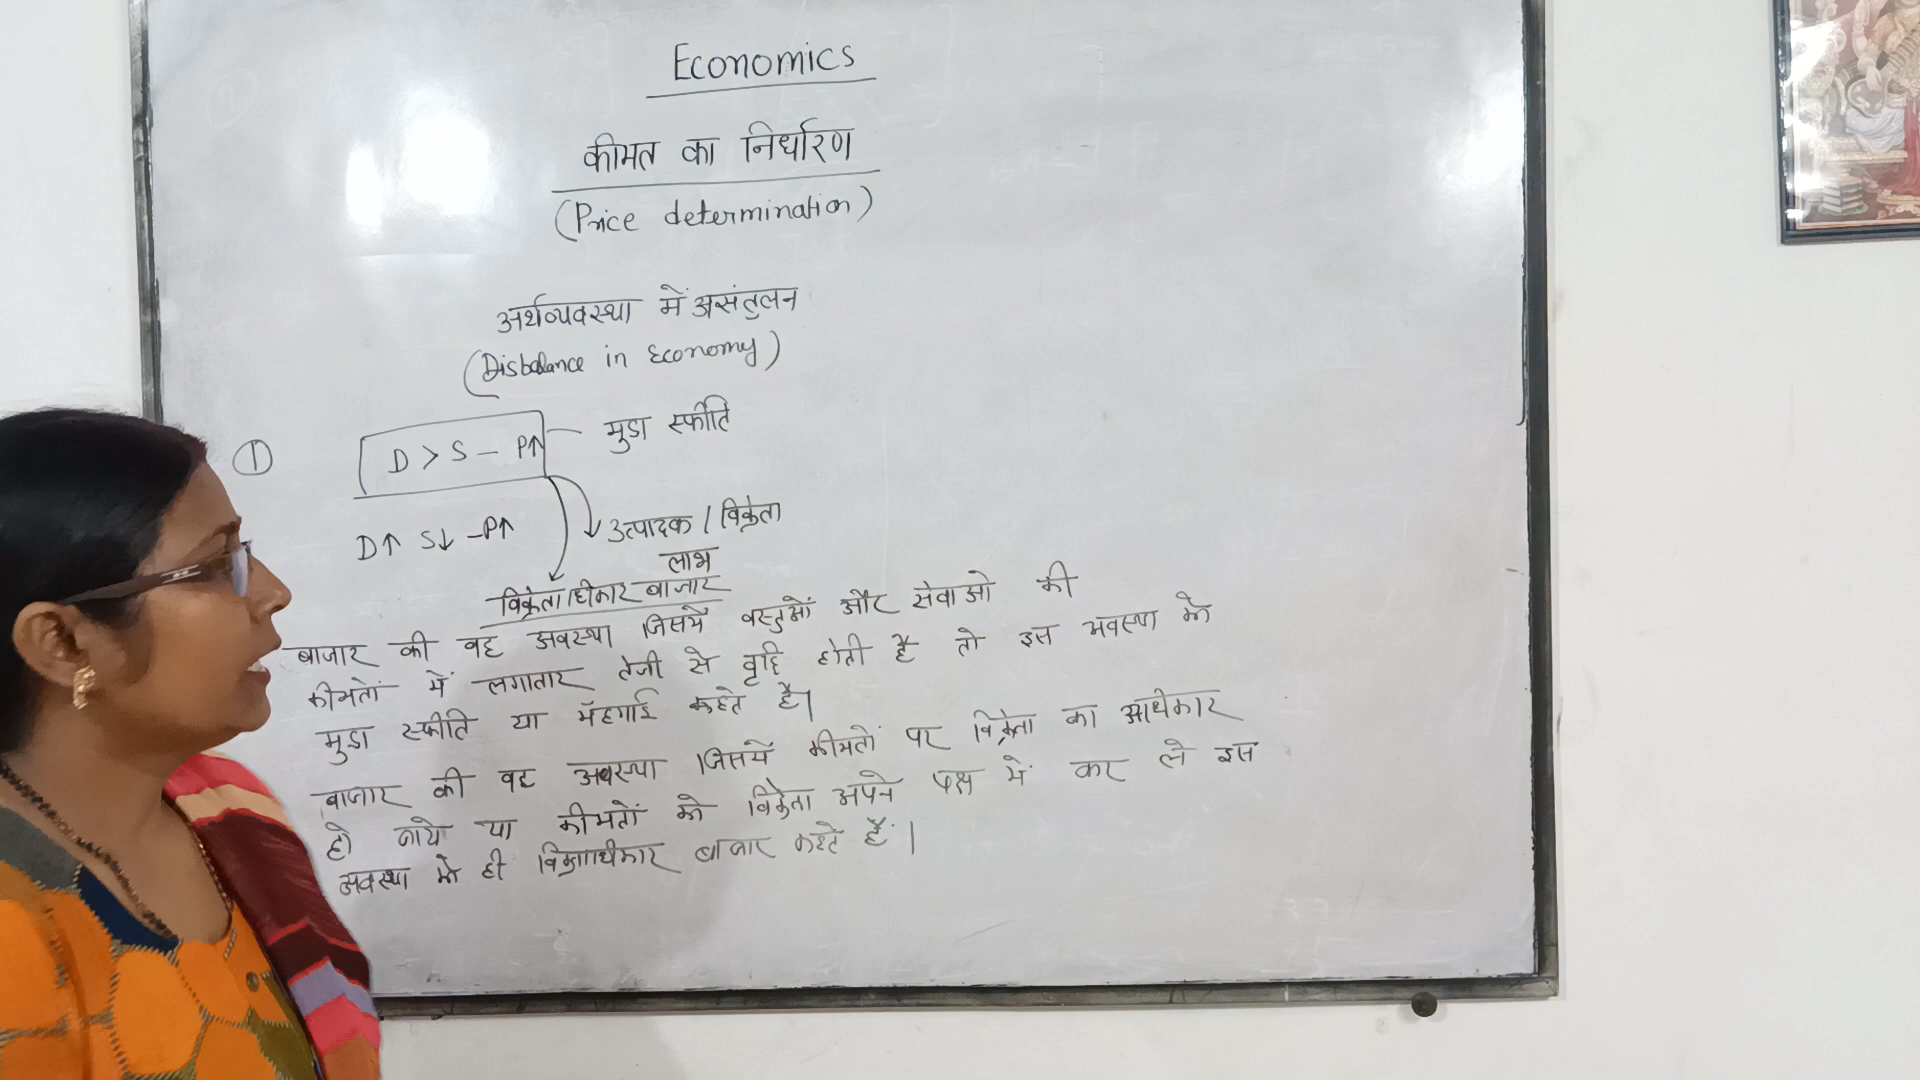 Economics
कीमत का निर्धारण
(Price determination)
अर्थव्यवस्था में असंतुलन
(Disbalance in Economy)
① D > S – P↑ – मुद्रा स्फीति
D↑ S↓ – P↑
उत्पादक / विक्रेता
लाभ
विक्रेताधिकार बाजार
बाजार की वह अवस्था जिसमें वस्तुओं और सेवाओ की
कीमतों में लगातार तेजी से वृद्दि होती है तो इस अवस्था को
मुद्रा स्फीति या मँहगाई कहते है।
बाजार की वह अवस्था जिसमें कीमतों पर विक्रेता का अधिकार
हो जाये या कीमतों को विक्रेता अपने पक्ष में कर ले इस
अवस्था को ही बाजार कहते हैं।